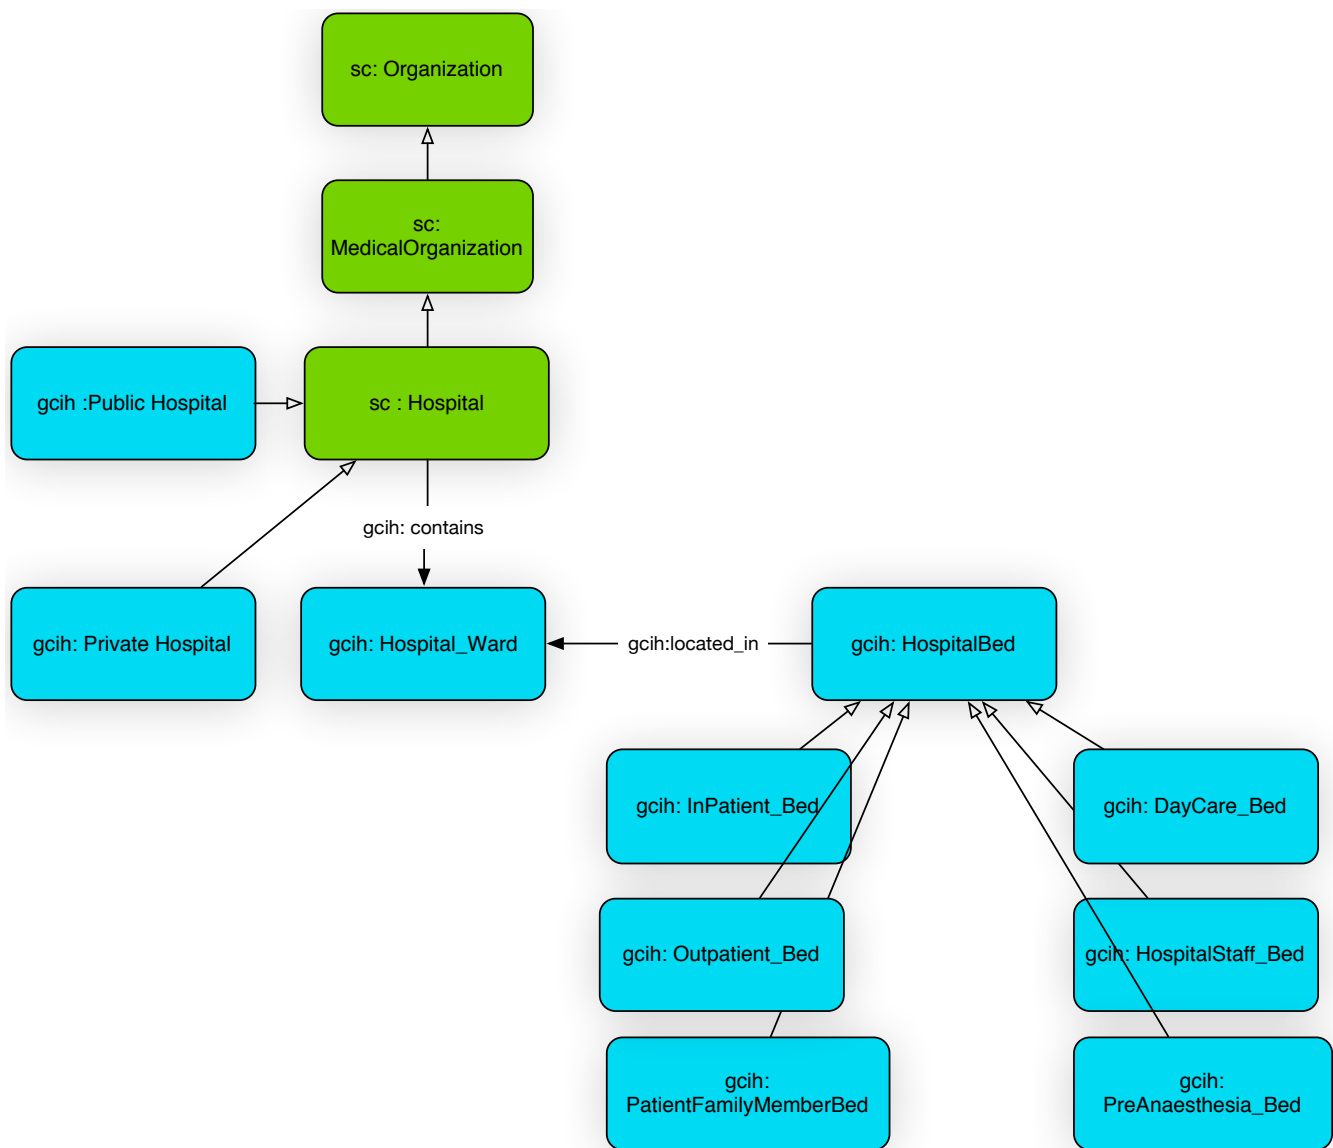 sc: Organization
sc:
MedicalOrganization
gcih :Public Hospital
sc : Hospital
gcih: contains
gcih: Private Hospital
gcih: Hospital_Ward
gcih:located_in
gcih: HospitalBed
gcih: InPatient_Bed
gcih: DayCare_Bed
gcih: Outpatient_Bed
gcih: HospitalStaff_Bed
gcih:
PatientFamilyMemberBed
gcih:
PreAnaesthesia_Bed